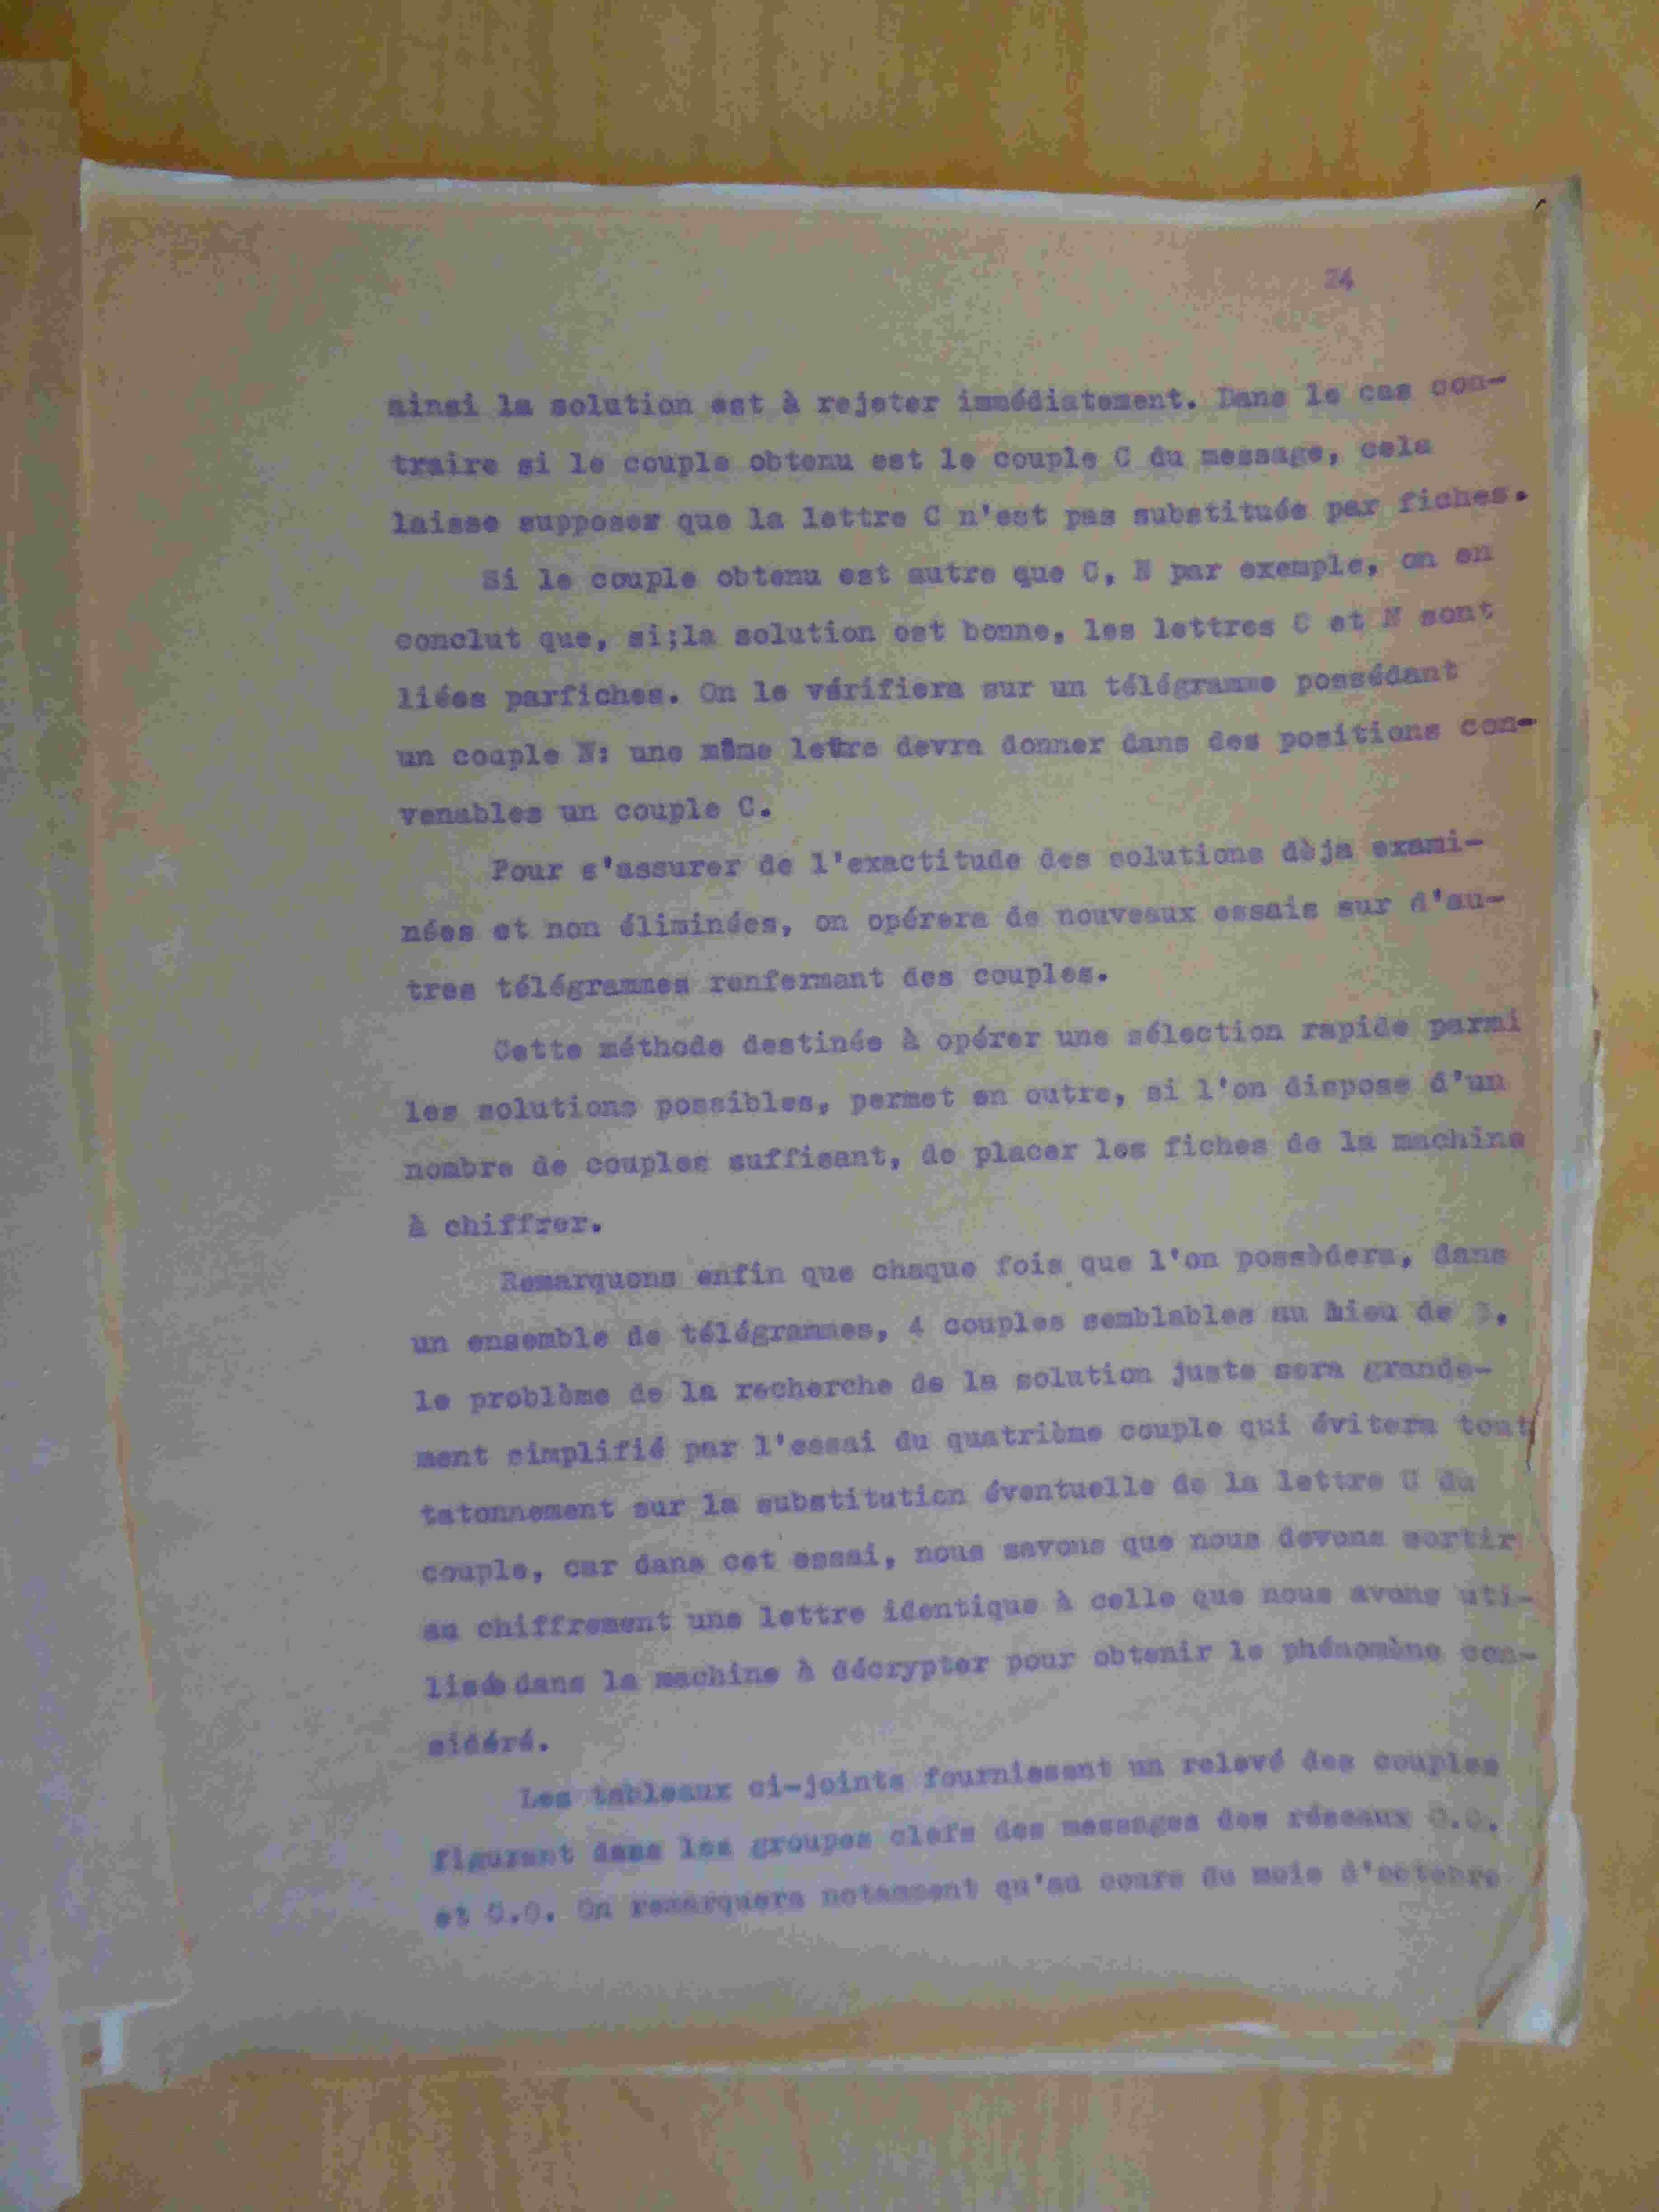 24
ainsi la solution est à rejeter immédiatement. Dans le cas con-
traire si le couple obtenu est le couple C du message, cela
laisse supposer que la lettre C n'est pas substituée par fiches.
Si le couple obtenu est autre que C, N par exemple, on en
conclut que, si;la solution est bonne, les lettres C et N sont
liées parfiches. On le vérifiera sur un télégramme possédant
un couple N: une même lettre devra donner dans des positions con-
venables un couple C.
Pour s'assurer de l'exactitude des solutions dèja exami-
nées et non éliminées, on opérera de nouveaux essais sur d'au-
tres télégrammes renfermant des couples.
Cette méthode destinée à opérer une sélection rapide parmi
les solutions possibles, permet en outre, si l'on dispose d'un
nombre de couples suffisant, de placer les fiches de la machine
à chiffrer.
Remarquons enfin que chaque fois que l'on possèdera, dans
un ensemble de télégrammes, 4 couples semblables au lieu de 3,
le problème de la recherche de la solution juste sera grande-
ment simplifié par l'essai du quatrième couple qui évitera tout
tatonnement sur la substitution éventuelle de la lettre C du
couple, car dans cet essai, nous savons que nous devons sortir
au chiffrement une lettre identique à celle que nous avons uti-
lisée dans la machine à décrypter pour obtenir le phénomène con-
sidéré.
Les tableaux ci-joints fournissent un relevé des couples
figurant dans les groupes clefs des messages des réseaux
et On remarquera notamment qu'au cours du mois d'octobre